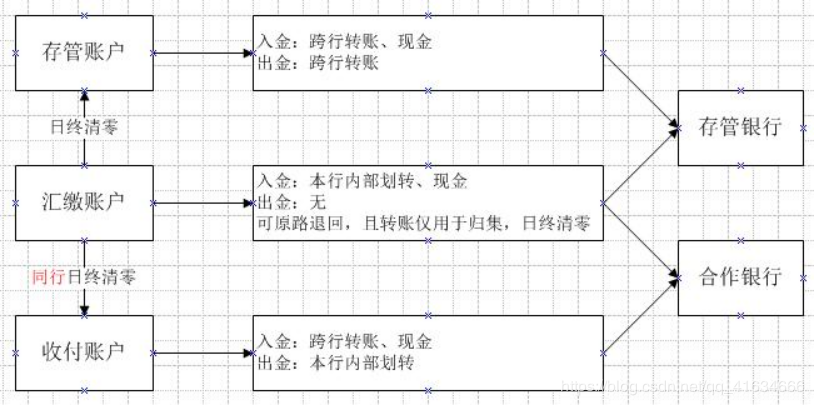 存管账户
入金：跨行转账、现金
出金：跨行转账
日终清零
存管银行
汇缴账户
入金：本行内部划转、现金
出金：无
可原路退回，且转账仅用于归集，日终清零
同行日终清零
合作银行
收付账户
入金：跨行转账、现金
出金：本行内部划转
https://blog.csdn.net/qq_41634666